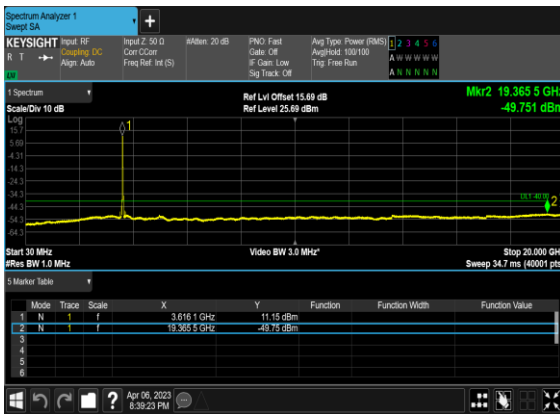 Spectrum Analyzer 1
Swept SA
+
KEYSIGHT Input: RF Input Z: 50 Ω #Atten: 20 dB PNO: Fast Avg Type: Power (RMS) 1 2 3 4 5 6
R T Coupling: DC Corr CCorr Gate: Off Avg|Hold: 100/100 A W W W W W
Align: Auto Freq Ref: Int (S) IF Gain: Low Trig: Free Run
Sig Track: Off A N N N N N
1 Spectrum
Scale/Div 10 dB
Ref Lvl Offset 15.69 dB
Ref Level 25.69 dBm
Mkr2 19.365 5 GHz
-49.751 dBm
Log
15.7
5.69
-4.31
-14.3
-24.3
-34.3
-44.3
-54.3
-64.3
1
2
Start 30 MHz Video BW 3.0 MHz* Stop 20.000 GHz
#Res BW 1.0 MHz Sweep 34.7 ms (40001 pts)
5 Marker Table
Mode Trace Scale X Y Function Function Width Function Value
1 N 1 f 3.616 1 GHz 11.15 dBm
2 N 1 f 19.365 5 GHz -49.75 dBm
3
4
5
6
?
Apr 06, 2023
8:39:23 PM